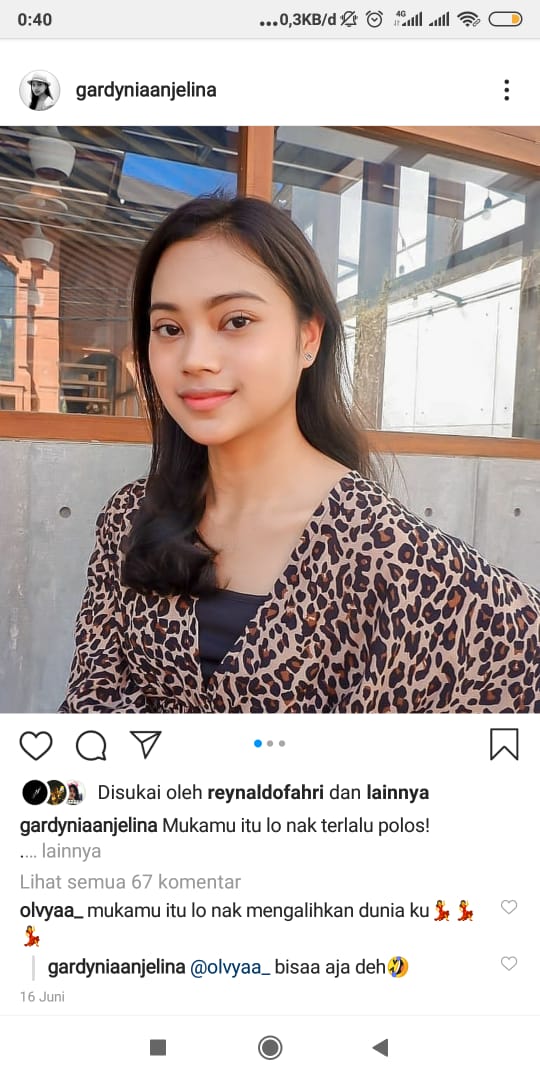 0:40
...0,3KB/d
4G
gardyniaanjelina
Disukai oleh reynaldofahri dan lainnya
gardyniaanjelina Mukamu itu lo nak terlalu polos!
.... lainnya
Lihat semua 67 komentar
olvyaa_ mukamu itu lo nak mengalihkan dunia ku💃💃
💃
gardyniaanjelina @olvyaa_ bisaa aja deh🤣
16 Juni